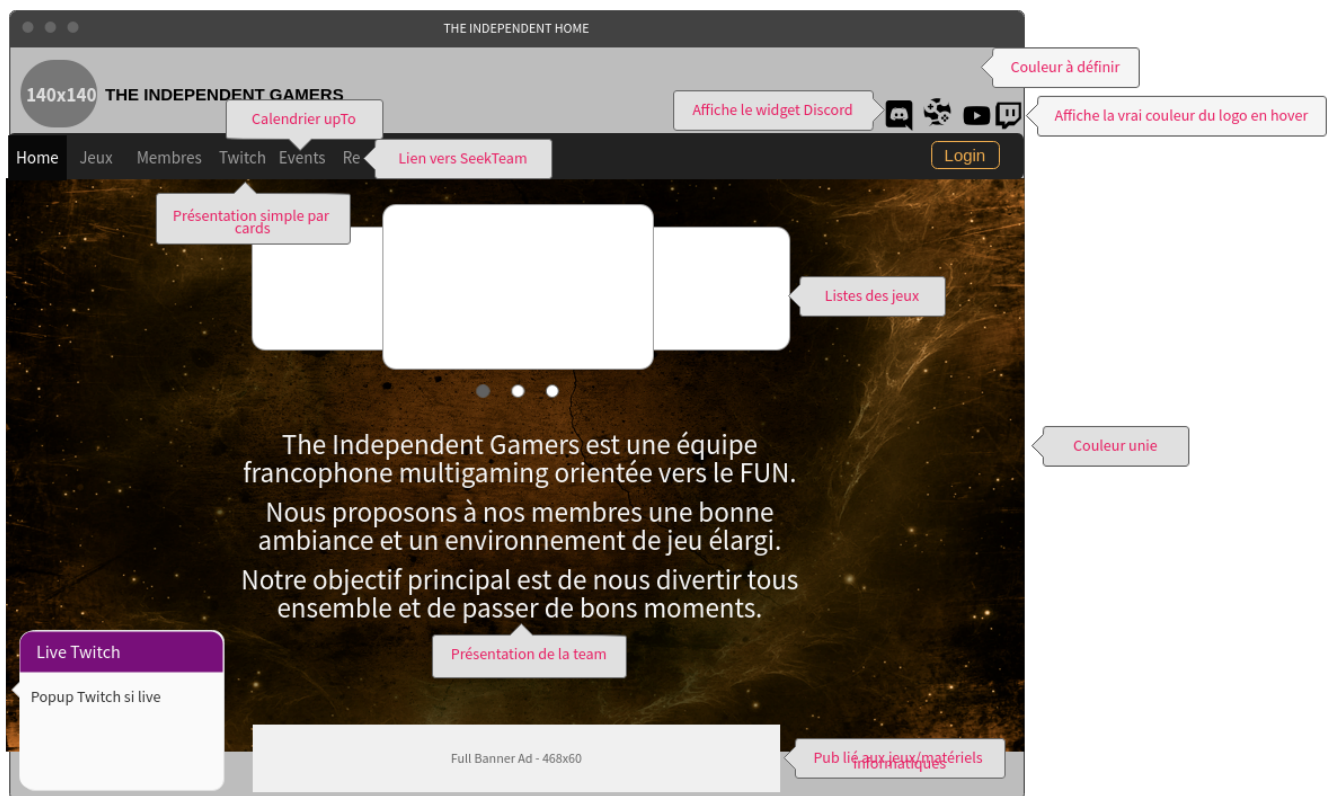 THE INDEPENDENT HOME
Couleur à définir
140x140 THE INDEPENDENT GAMERS
Calendrier upTo
Affiche le widget Discord
Affiche la vrai couleur du logo en hover
Home Jeux Membres Twitch Events Re
Lien vers SeekTeam
Login
Présentation simple par
cards
Listes des jeux
The Independent Gamers est une équipe
francophone multigaming orientée vers le FUN.
Couleur unie
Nous proposons à nos membres une bonne
ambiance et un environnement de jeu élargi.
Notre objectif principal est de nous divertir tous
ensemble et de passer de bons moments.
Présentation de la team
Live Twitch
Popup Twitch si live
Full Banner Ad - 468x60
Pub lié aux jeux/matériels
informatiques